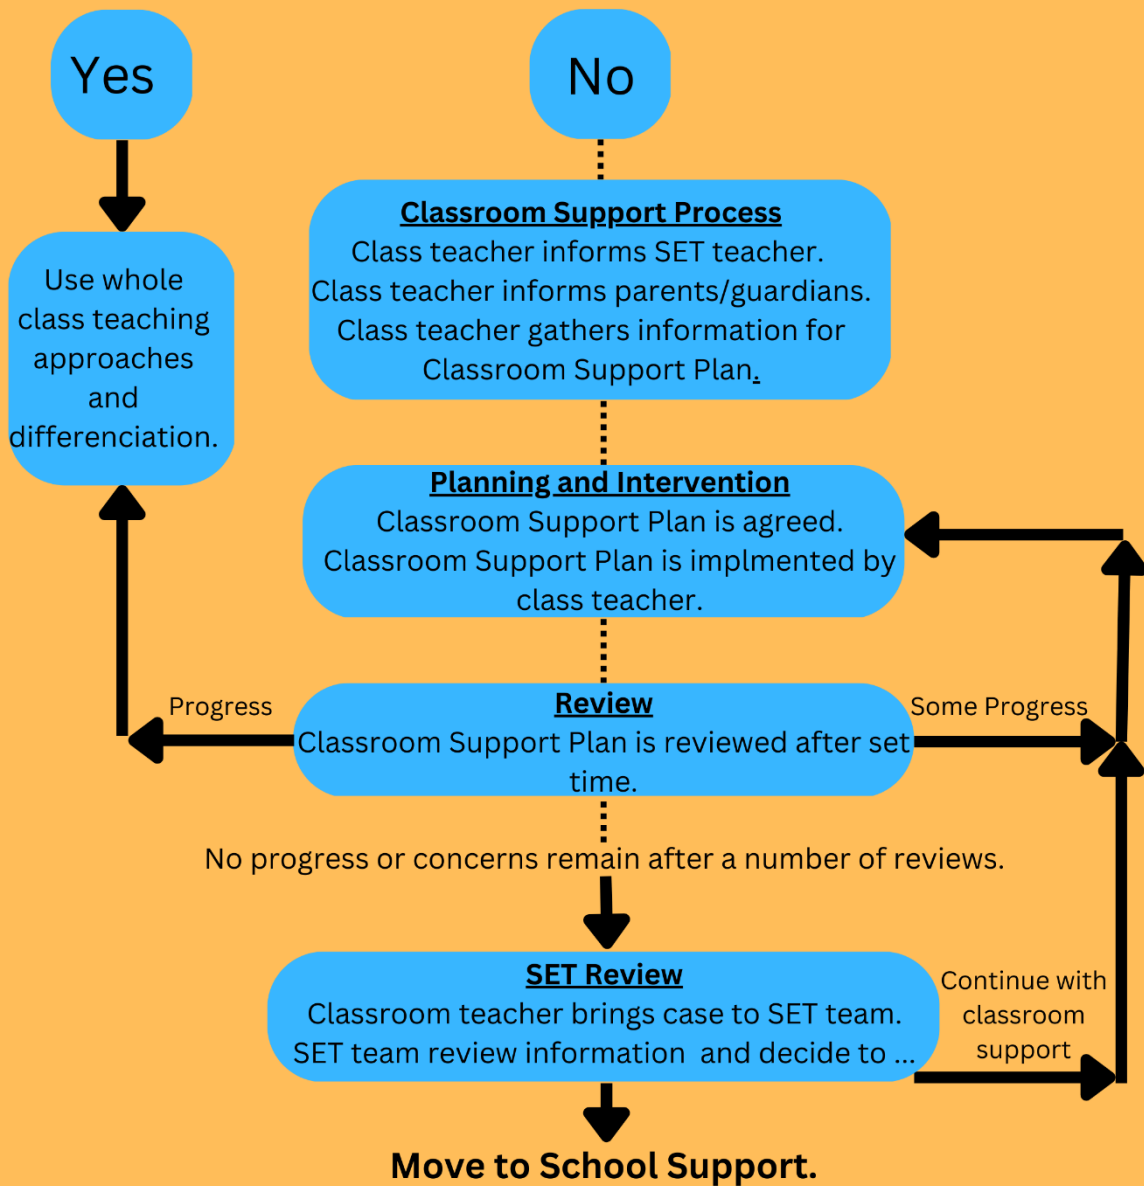 Yes
No
Use whole
class teaching
approaches
and
differenciation.
Classroom Support Process
Class teacher informs SET teacher.
Class teacher informs parents/guardians.
Class teacher gathers information for
Classroom Support Plan.
Planning and Intervention
Classroom Support Plan is agreed.
Classroom Support Plan is implmented by
class teacher.
Progress
Review
Classroom Support Plan is reviewed after set
time.
Some Progress
No progress or concerns remain after a number of reviews.
SET Review
Classroom teacher brings case to SET team.
SET team review information and decide to ...
Continue with
classroom
support
Move to School Support.